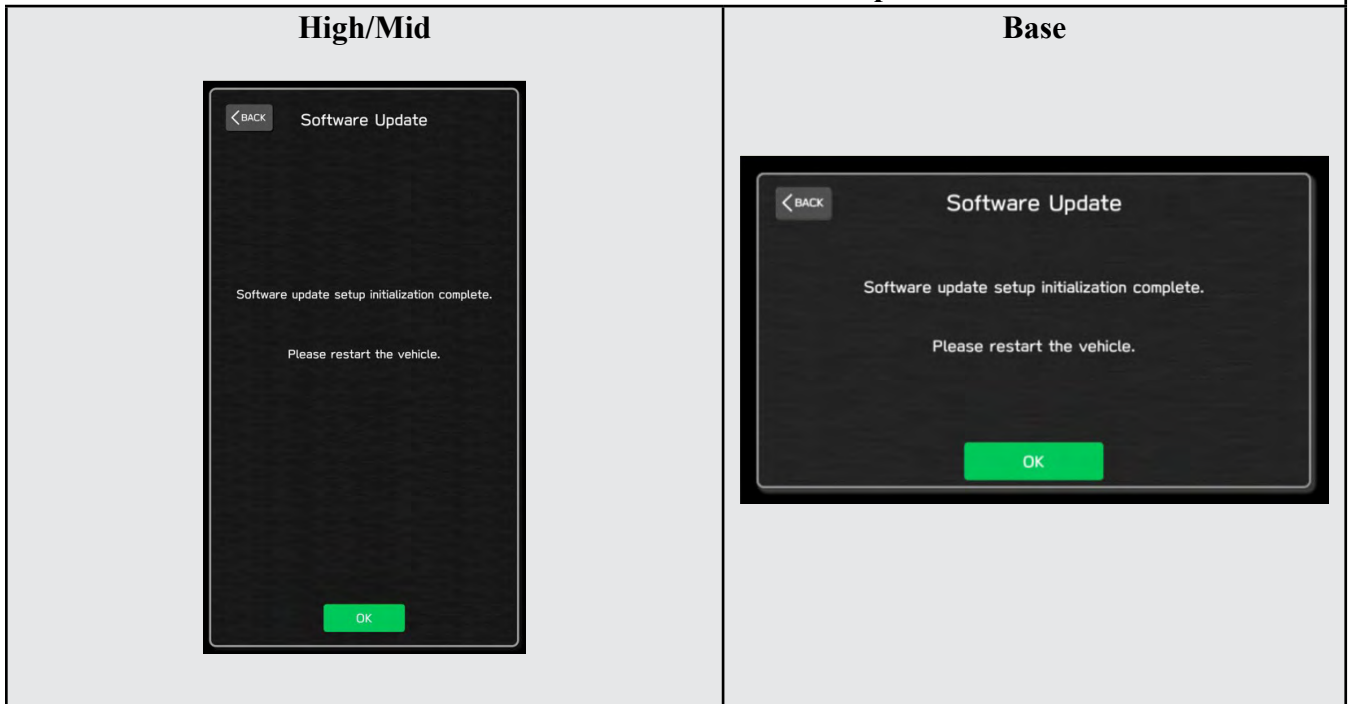 High/Mid
Base
< BACK Software Update
Software update setup initialization complete.
Please restart the vehicle.
OK
< BACK Software Update
Software update setup initialization complete.
Please restart the vehicle.
OK